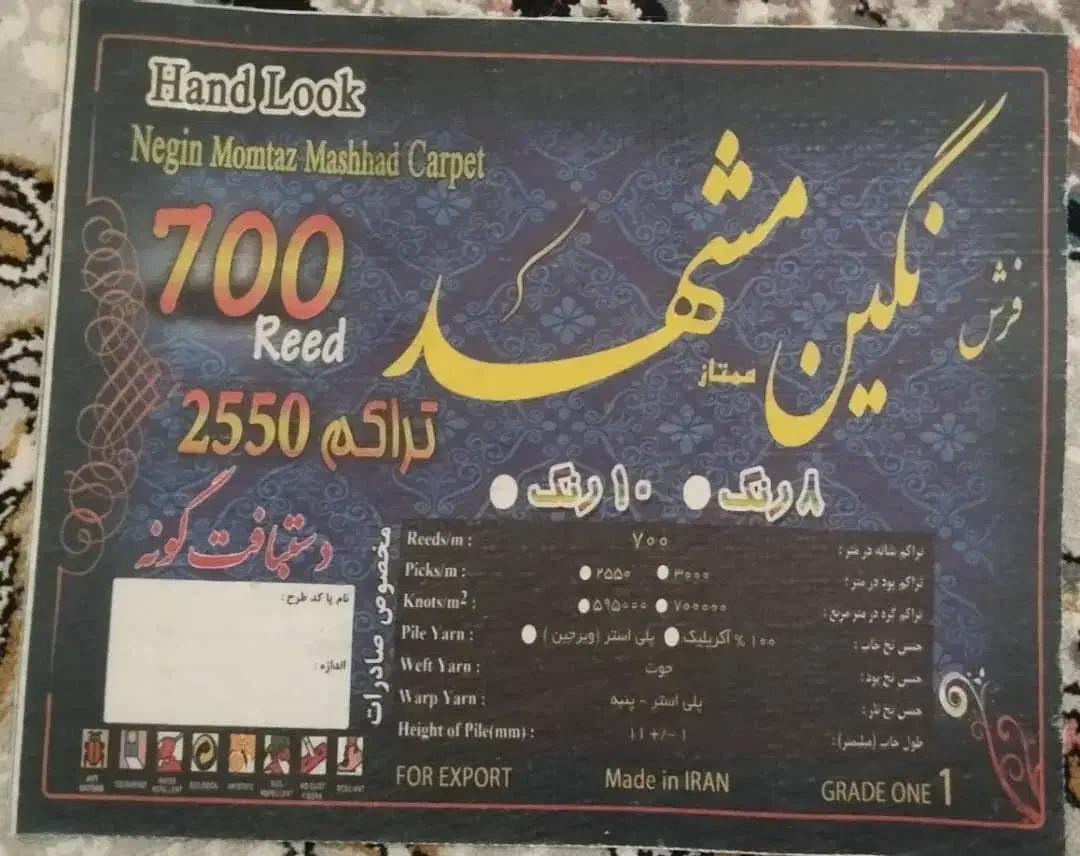 Hand Look
Negin Momtaz Mashhad Carpet
فرش نگین مشهد
ممتاز
700
Reed
تراکم 2550
۸ رنگ ۱۰ رنگ
دستبافت گونه
مخصوص صادرات
نام یا کد طرح :
اندازه :
Reeds/m : ۷۰۰ تراکم شانه در متر :
Picks/m : ۲۵۵۰ ۳۰۰۰ تراکم پود در متر :
Knots/m² : ۵۹۵۰۰۰ ۷۰۰۰۰۰ تراکم گره در متر مربع :
Pile Yarn : ۱۰۰ % آکریلیک پلی استر (ویرجین ) جنس نخ خاب :
Weft Yarn : جوت جنس نخ پود :
Warp Yarn : پلی استر - پنبه جنس نخ تار :
Height of Pile(mm) : ۱۱ +/- ۱ طول خاب (میلیمتر) :
FOR EXPORT Made in IRAN GRADE ONE 1